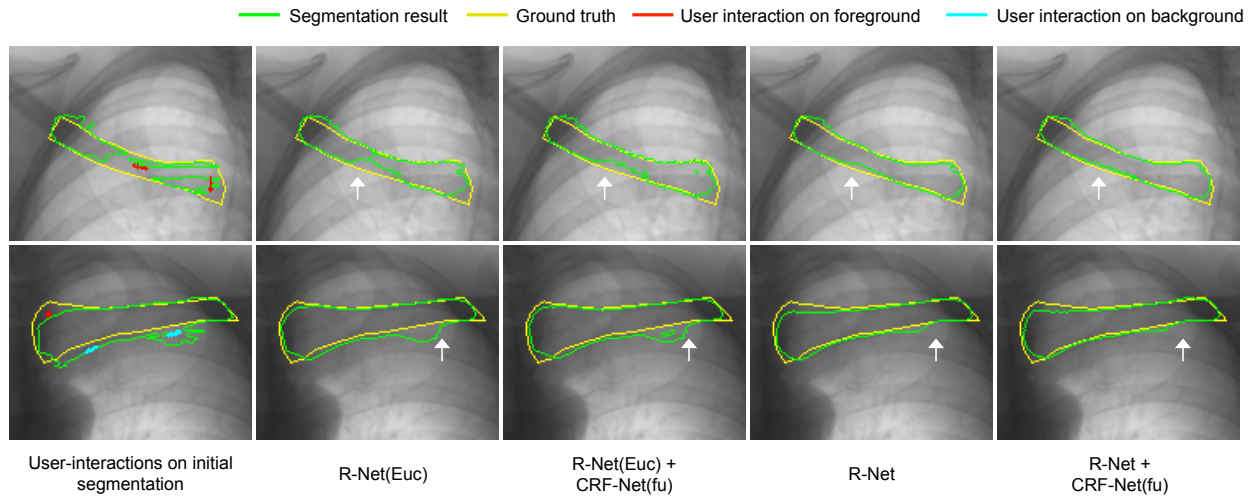 Segmentation result Ground truth User interaction on foreground User interaction on background
User-interactions on initial
segmentation
R-Net(Euc)
R-Net(Euc) +
CRF-Net(fu)
R-Net
R-Net +
CRF-Net(fu)